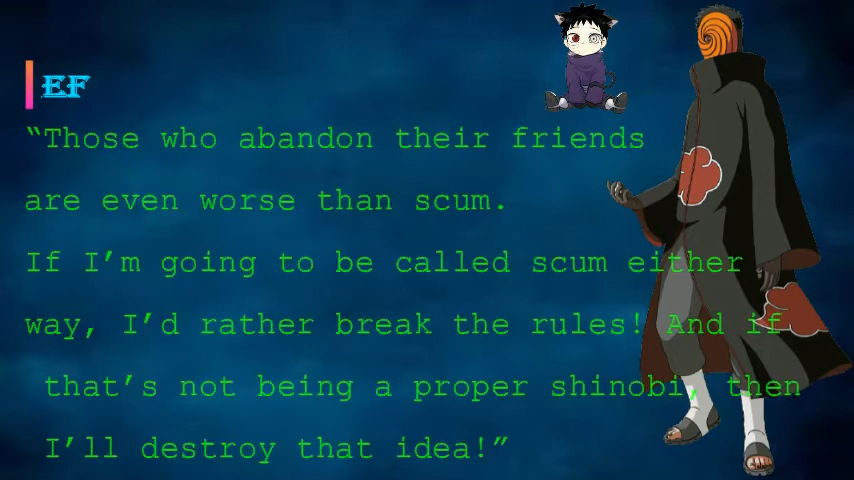 EF
“Those who abandon their friends
are even worse than scum.
If I’m going to be called scum either
way, I’d rather break the rules! And if
that’s not being a proper shinobi, then
I’ll destroy that idea!”